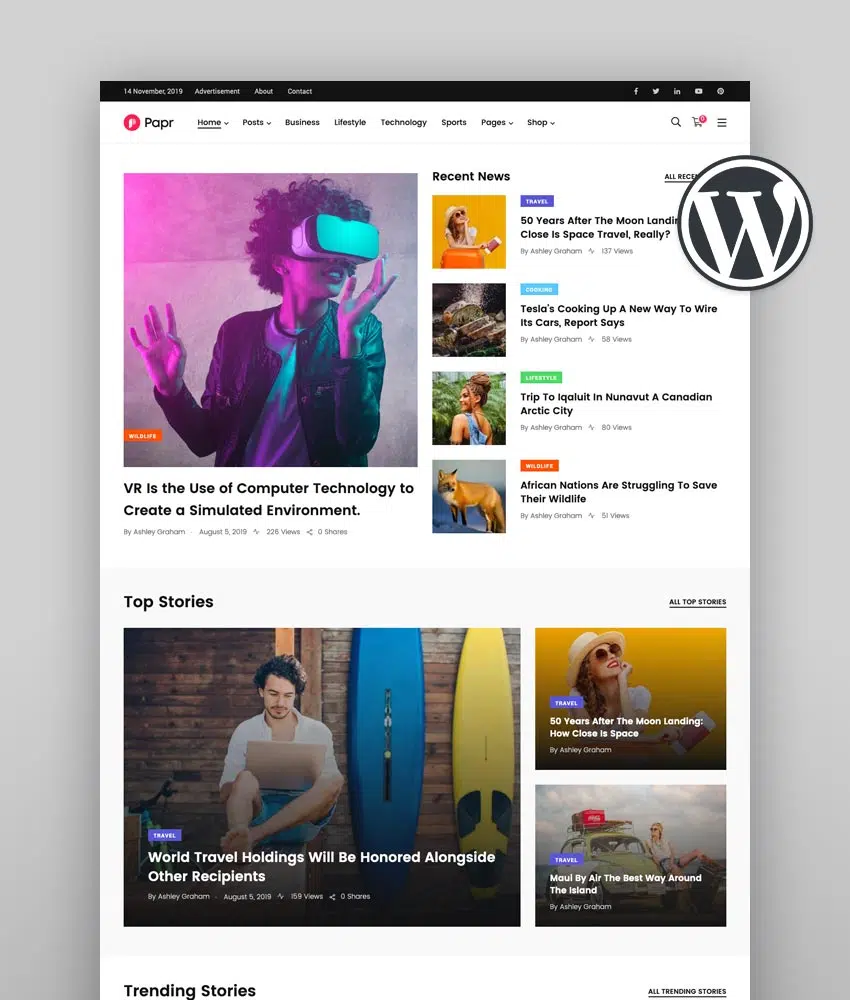 14 November, 2019 Advertisement About Contact
Papr Home Posts Business Lifestyle Technology Sports Pages Shop 0
WILDLIFE
VR Is the Use of Computer Technology to
Create a Simulated Environment.
By Ashley Graham · August 5, 2019 226 Views 0 Shares
Recent News
ALL
TRAVEL
50 Years After The Moon
Close Is Space Travel, Really?
By Ashley Graham 137 Views
COOKING
Tesla's Cooking Up A New Way To Wire
Its Cars, Report Says
By Ashley Graham 58 Views
LIFESTYLE
Trip To Iqaluit In Nunavut A Canadian
Arctic City
By Ashley Graham 80 Views
WILDLIFE
African Nations Are Struggling To Save
Their Wildlife
By Ashley Graham 51 Views
Top Stories
ALL TOP STORIES
TRAVEL
World Travel Holdings Will Be Honored Alongside
Other Recipients
By Ashley Graham · August 5, 2019 159 Views 0 Shares
TRAVEL
50 Years After The Moon Landing:
How Close Is Space
By Ashley Graham
TRAVEL
Maui By Air The Best Way Around
The Island
By Ashley Graham
Trending Stories
ALL TRENDING STORIES